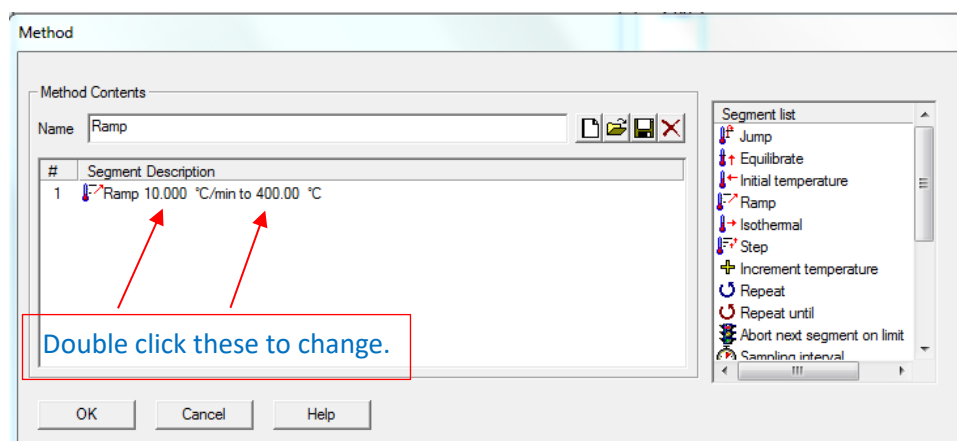 Method
Method Contents
Name Ramp
# Segment Description
1 Ramp 10.000 °C/min to 400.00 °C
Double click these to change.
OK Cancel Help
Segment list
Jump
Equilibrate
Initial temperature
Ramp
Isothermal
Step
Increment temperature
Repeat
Repeat until
Abort next segment on limit
Sampling interval